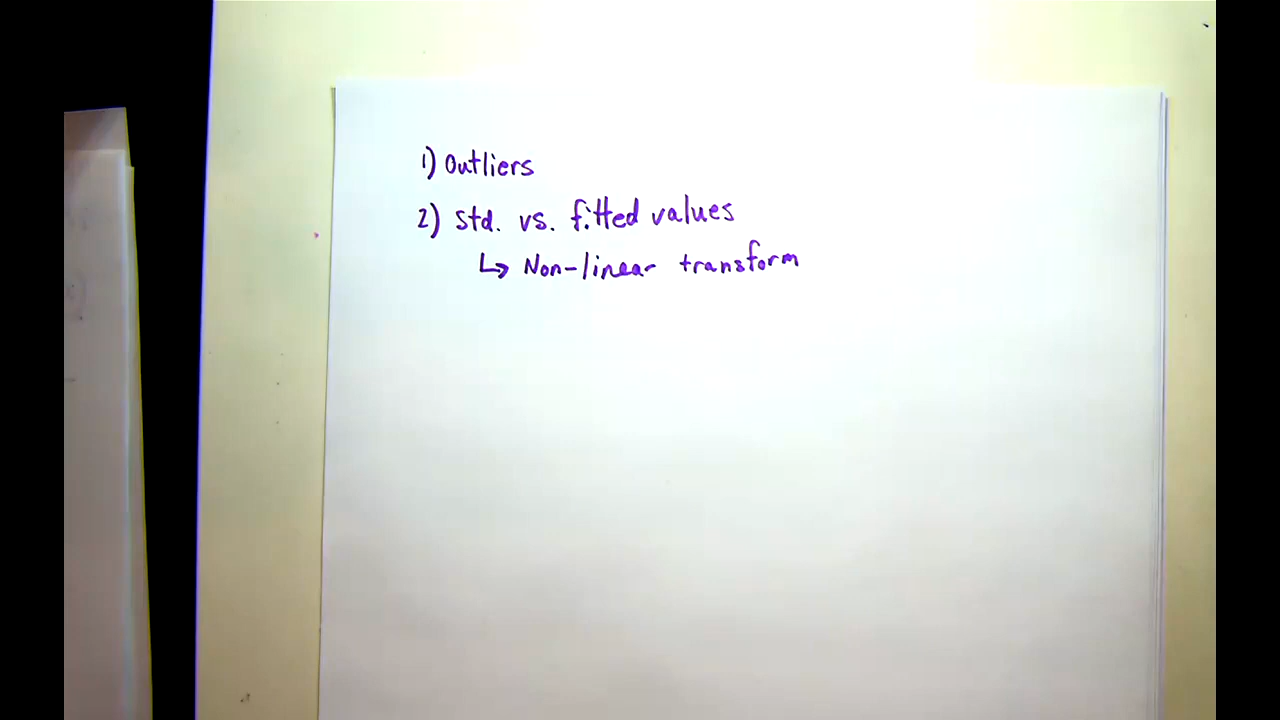 1) Outliers
2) Std. vs. fitted values
↳ Non-linear transform